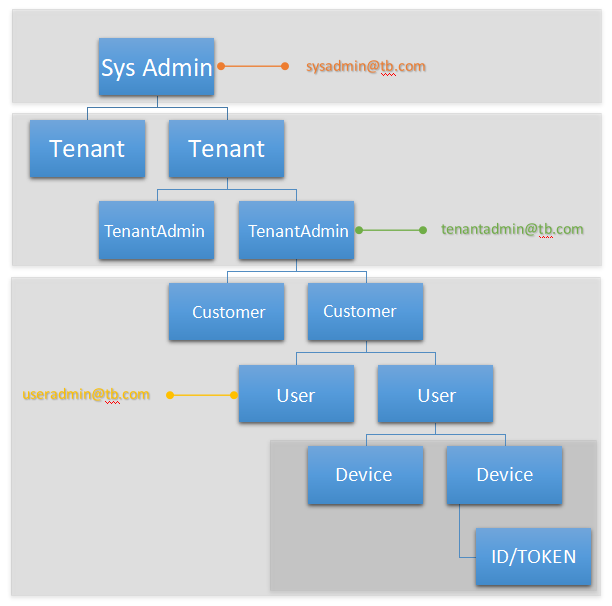 Sys Admin
sysadmin@tb.com
Tenant
Tenant
TenantAdmin
TenantAdmin
tenantadmin@tb.com
Customer
Customer
useradmin@tb.com
User
User
Device
Device
ID/TOKEN